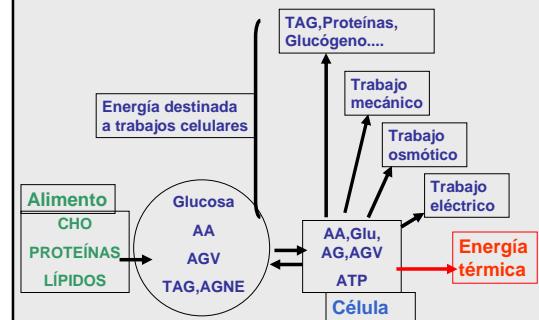 TAG,Proteínas,
Glucógeno....
Energía destinada
a trabajos celulares
Trabajo
mecánico
Trabajo
osmótico
Trabajo
eléctrico
Alimento
CHO
PROTEÍNAS
LÍPIDOS
Glucosa
AA
AGV
TAG,AGNE
AA,Glu,
AG,AGV
ATP
Célula
Energía
térmica